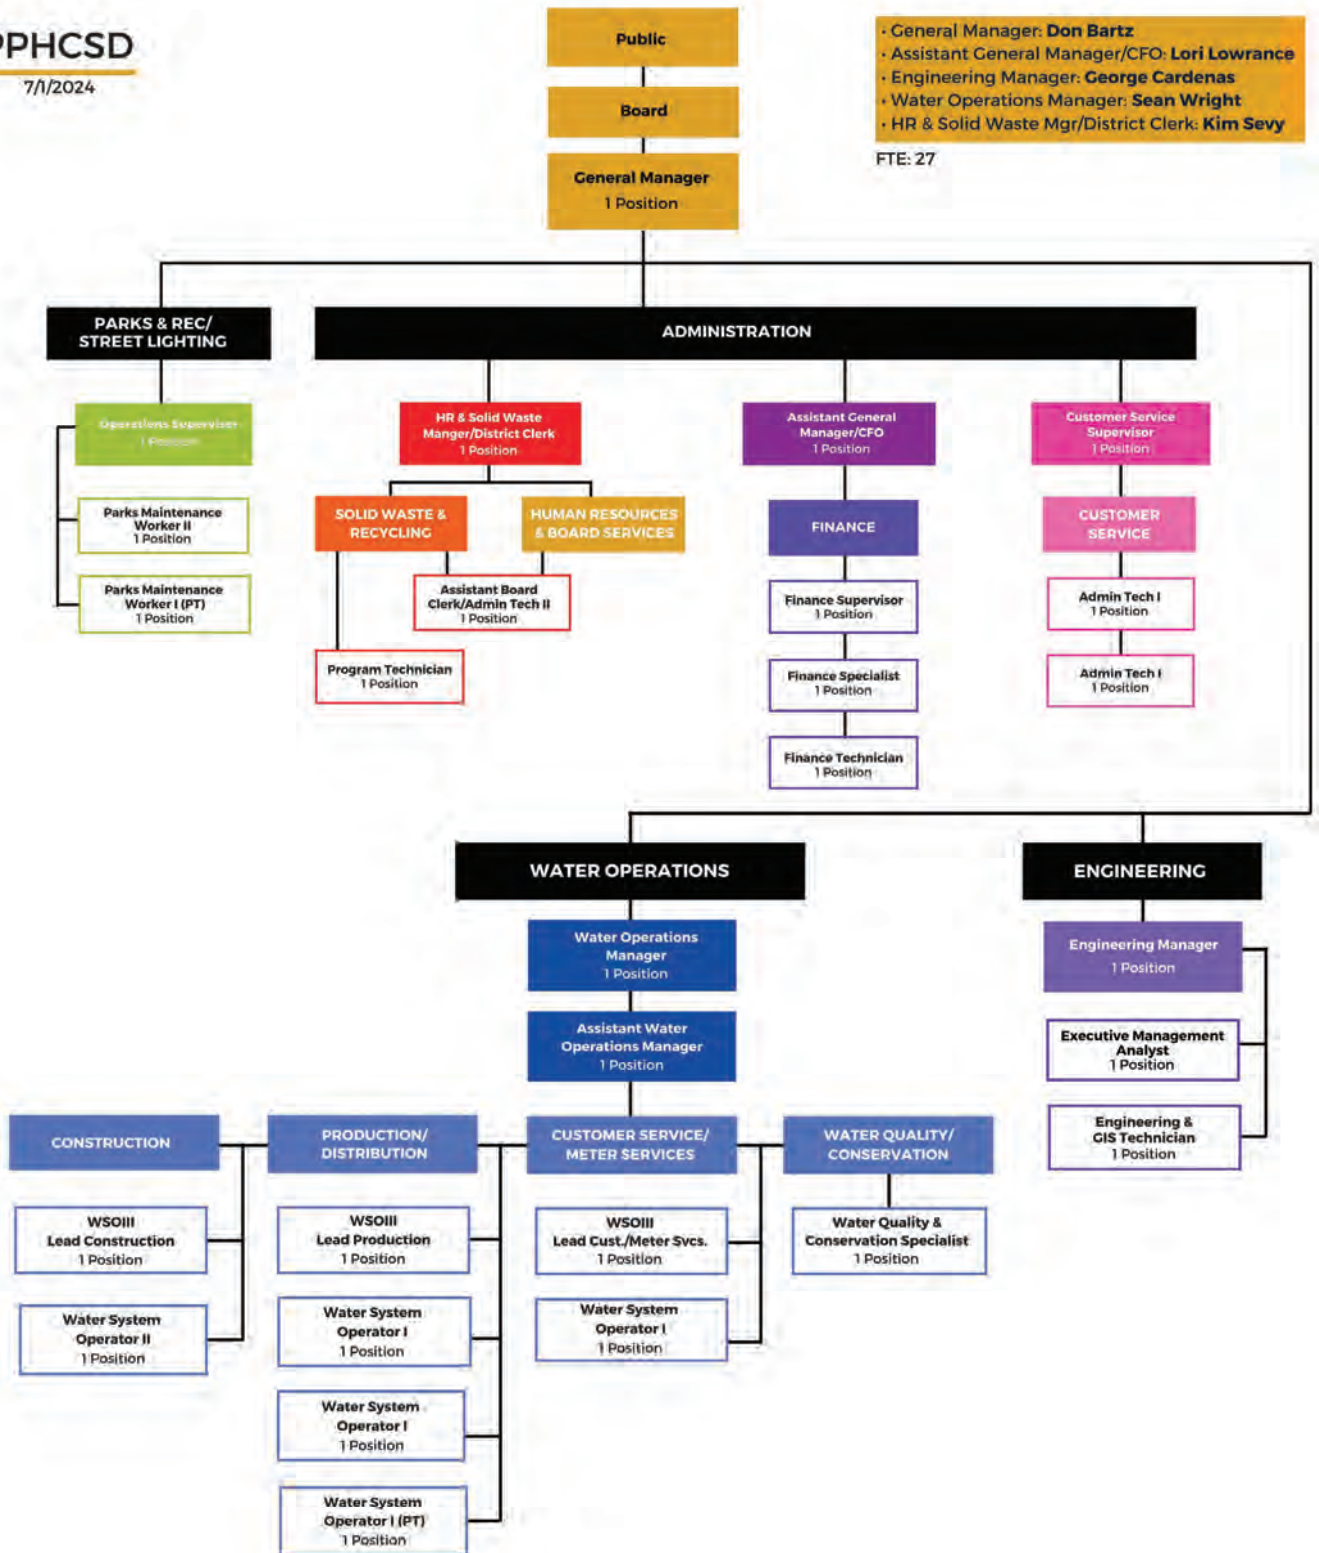 PPHCSD
7/1/2024
Public
Board
General Manager
1 Position
• General Manager: Don Bartz
• Assistant General Manager/CFO: Lori Lowrance
• Engineering Manager: George Cardenas
• Water Operations Manager: Sean Wright
• HR & Solid Waste Mgr/District Clerk: Kim Sevy
FTE: 27
PARKS & REC/
STREET LIGHTING
Operations Supervisor
1 Position
Parks Maintenance
Worker II
1 Position
Parks Maintenance
Worker I (PT)
1 Position
ADMINISTRATION
HR & Solid Waste
Manger/District Clerk
1 Position
SOLID WASTE &
RECYCLING
HUMAN RESOURCES
& BOARD SERVICES
Assistant Board
Clerk/Admin Tech II
1 Position
Program Technician
1 Position
Assistant General
Manager/CFO
1 Position
FINANCE
Finance Supervisor
1 Position
Finance Specialist
1 Position
Finance Technician
1 Position
Customer Service
Supervisor
1 Position
CUSTOMER
SERVICE
Admin Tech I
1 Position
Admin Tech I
1 Position
WATER OPERATIONS
Water Operations
Manager
1 Position
Assistant Water
Operations Manager
1 Position
CONSTRUCTION
WSOIII
Lead Construction
1 Position
Water System
Operator II
1 Position
PRODUCTION/
DISTRIBUTION
WSOIII
Lead Production
1 Position
Water System
Operator I
1 Position
Water System
Operator I
1 Position
Water System
Operator I (PT)
1 Position
CUSTOMER SERVICE/
METER SERVICES
WSOIII
Lead Cust./Meter Svcs.
1 Position
Water System
Operator I
1 Position
WATER QUALITY/
CONSERVATION
Water Quality &
Conservation Specialist
1 Position
ENGINEERING
Engineering Manager
1 Position
Executive Management
Analyst
1 Position
Engineering &
GIS Technician
1 Position